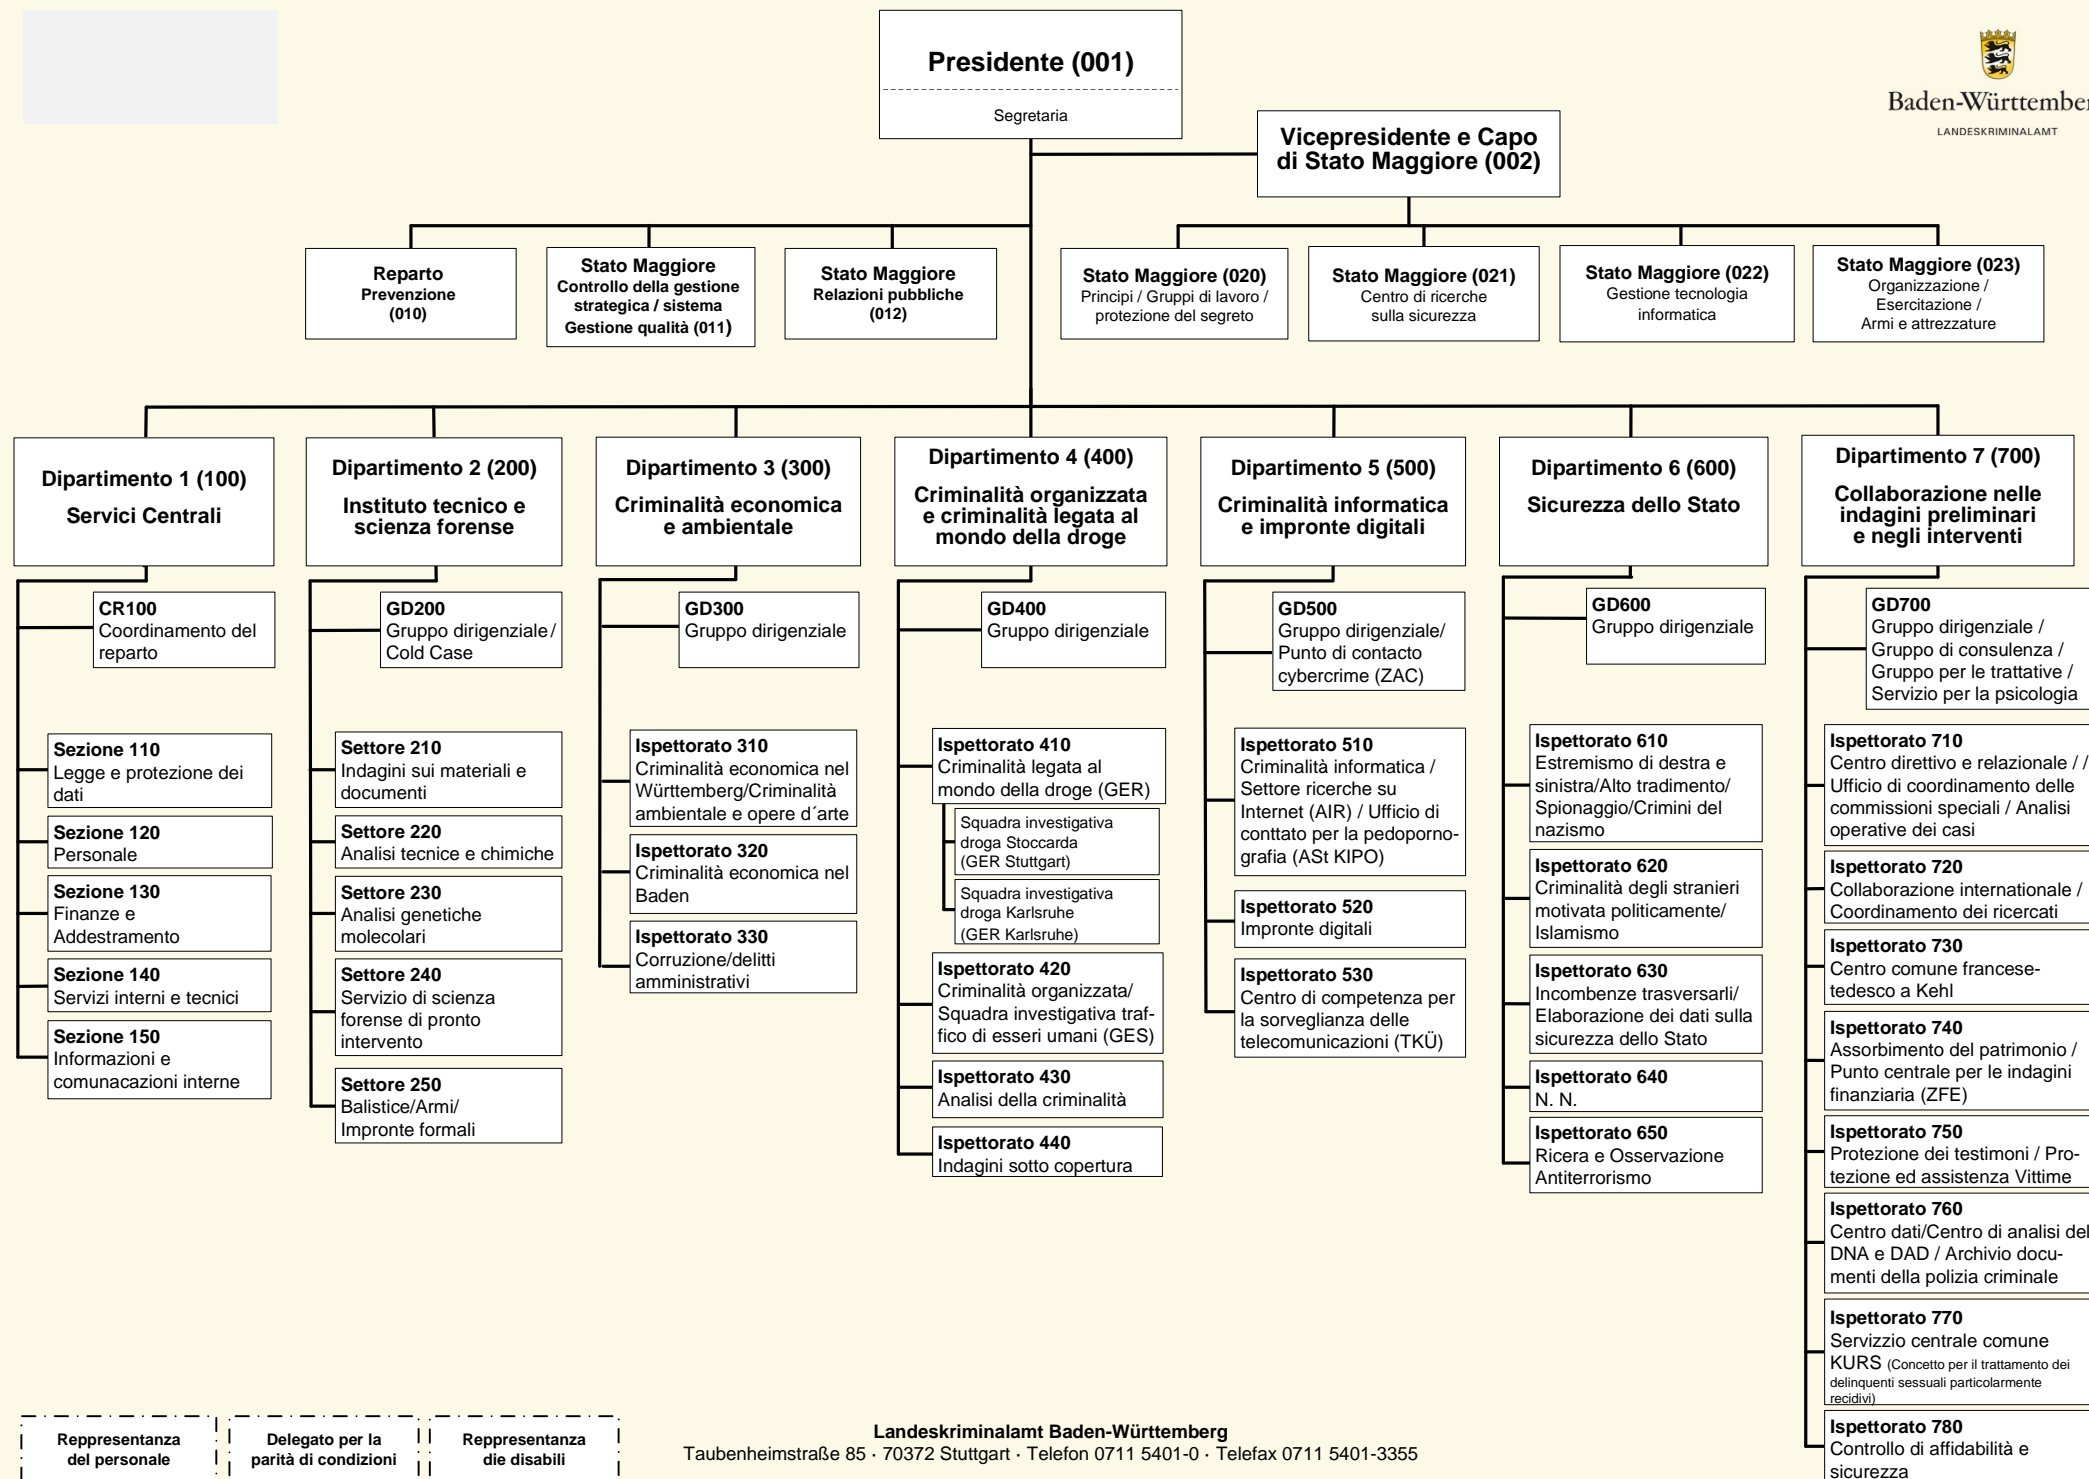 Presidente (001)
Segretaria
Baden-Württember
LANDESKRIMINALAMT
Vicepresidente e Capo
di Stato Maggiore (002)
Reparto
Prevenzione
(010)
Stato Maggiore
Controllo della gestione
strategica / sistema
Gestione qualità (011)
Stato Maggiore
Relazioni pubbliche
(012)
Stato Maggiore (020)
Principi / Gruppi di lavoro /
protezione del segreto
Stato Maggiore (021)
Centro di ricerche
sulla sicurezza
Stato Maggiore (022)
Gestione tecnologia
informatica
Stato Maggiore (023)
Organizzazione /
Esercitazione /
Armi e attrezzature
Dipartimento 1 (100)
Servici Centrali
CR100
Coordinamento del
reparto
Sezione 110
Legge e protezione dei
dati
Sezione 120
Personale
Sezione 130
Finanze e
Addestramento
Sezione 140
Servizi interni e tecnici
Sezione 150
Informazioni e
comunacazioni interne
Dipartimento 2 (200)
Instituto tecnico e
scienza forense
GD200
Gruppo dirigenziale/
Cold Case
Settore 210
Indagini sui materiali e
documenti
Settore 220
Analisi tecnice e chimiche
Settore 230
Analisi genetiche
molecolari
Settore 240
Servizio di scienza
forense di pronto
intervento
Settore 250
Balistice/Armi/
Impronte formali
Dipartimento 3 (300)
Criminalità economica
e ambientale
GD300
Gruppo dirigenziale
Ispettorato 310
Criminalità economica nel
Württemberg/Criminalità
ambientale e opere d´arte
Ispettorato 320
Criminalità economica nel
Baden
Ispettorato 330
Corruzione/delitti
amministrativi
Dipartimento 4 (400)
Criminalità organizzata
e criminalità legata al
mondo della droge
GD400
Gruppo dirigenziale
Ispettorato 410
Criminalità legata al
mondo della droge (GER)
Squadra investigativa
droga Stoccarda
(GER Stuttgart)
Squadra investigativa
droga Karlsruhe
(GER Karlsruhe)
Ispettorato 420
Criminalità organizzata/
Squadra investigativa traf-
fico di esseri umani (GES)
Ispettorato 430
Analisi della criminalità
Ispettorato 440
Indagini sotto copertura
Dipartimento 5 (500)
Criminalità informatica
e impronte digitali
GD500
Gruppo dirigenziale/
Punto di contacto
cybercrime (ZAC)
Ispettorato 510
Criminalità informatica /
Settore ricerche su
Internet (AIR) / Ufficio di
conttato per la pedoporno-
grafia (ASt KIPO)
Ispettorato 520
Impronte digitali
Ispettorato 530
Centro di competenza per
la sorveglianza delle
telecomunicazioni (TKÜ)
Dipartimento 6 (600)
Sicurezza dello Stato
GD600
Gruppo dirigenziale
Ispettorato 610
Estremismo di destra e
sinistra/Alto tradimento/
Spionaggio/Crimini del
nazismo
Ispettorato 620
Criminalità degli stranieri
motivata politicamente/
Islamismo
Ispettorato 630
Incombenze trasversarli/
Elaborazione dei dati sulla
sicurezza dello Stato
Ispettorato 640
N. N.
Ispettorato 650
Ricera e Osservazione
Antiterrorismo
Dipartimento 7 (700)
Collaborazione nelle
indagini preliminari
e negli interventi
GD700
Gruppo dirigenziale /
Gruppo di consulenza /
Gruppo per le trattative /
Servizio per la psicologia
Ispettorato 710
Centro direttivo e relazionale / /
Ufficio di coordinamento delle
commissioni speciali / Analisi
operative dei casi
Ispettorato 720
Collaborazione internationale /
Coordinamento dei ricercati
Ispettorato 730
Centro comune francese-
tedesco a Kehl
Ispettorato 740
Assorbimento del patrimonio /
Punto centrale per le indagini
finanziaria (ZFE)
Ispettorato 750
Protezione dei testimoni / Pro-
tezione ed assistenza Vittime
Ispettorato 760
Centro dati/Centro di analisi del
DNA e DAD / Archivio docu-
menti della polizia criminale
Ispettorato 770
Servizzio centrale comune
KURS (Concetto per il trattamento dei
delinquenti sessuali particolarmente
recidivi)
Ispettorato 780
Controllo di affidabilità e
sicurezza
Reppresentanza
del personale
Delegato per la
parità di condizioni
Reppresentanza
die disabili
Landeskriminalamt Baden-Württemberg
Taubenheimstraße 85 · 70372 Stuttgart · Telefon 0711 5401-0 · Telefax 0711 5401-3355